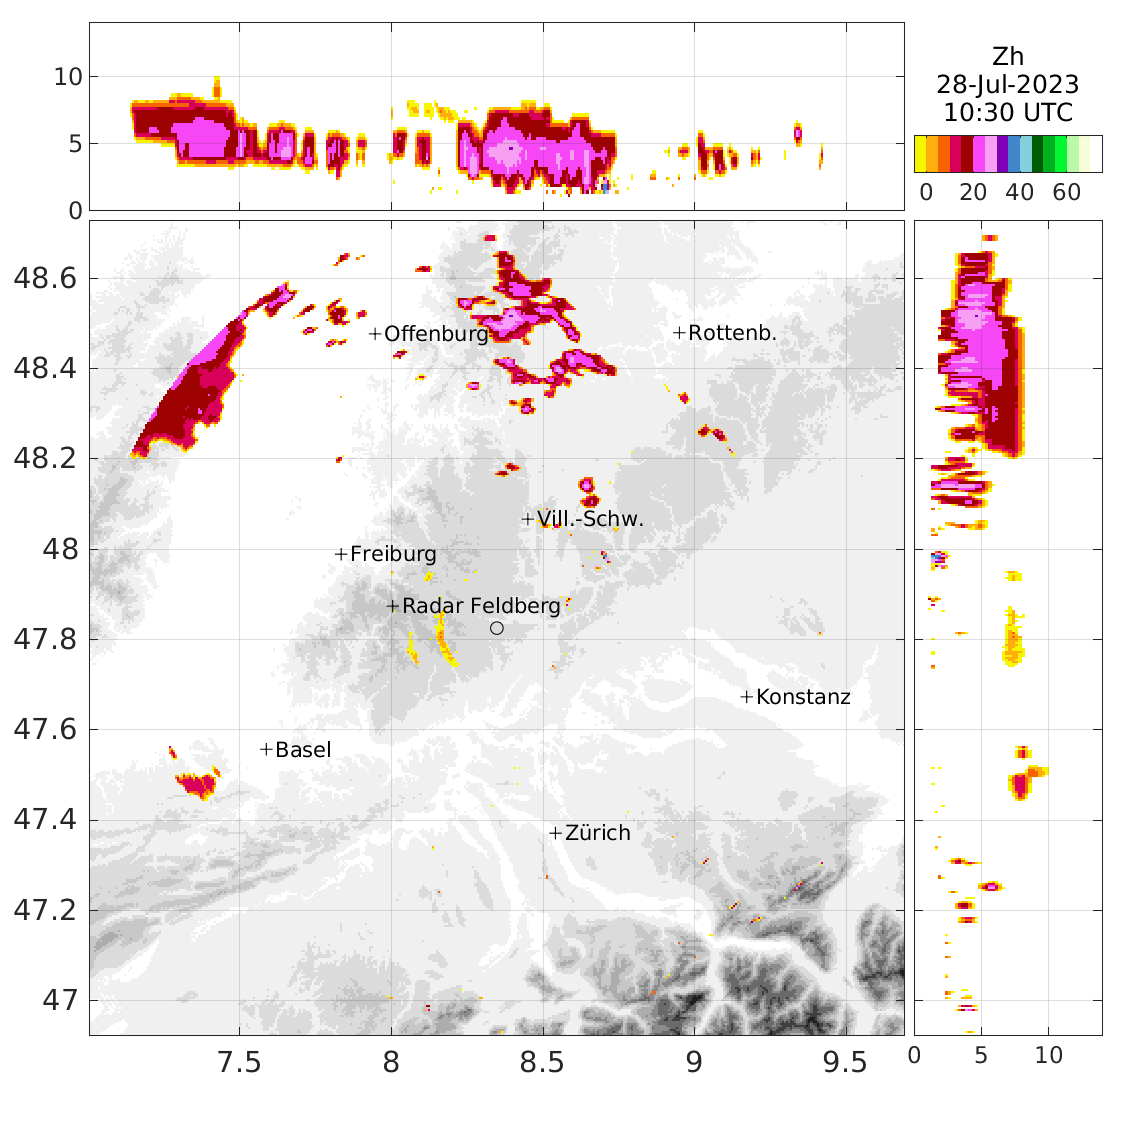 10
5
0
Zh
28-Jul-2023
10:30 UTC
0 20 40 60
48.6
48.4
48.2
48
47.8
47.6
47.4
47.2
47
+Offenburg
+Rottenb.
+Vill.-Schw.
+Freiburg
+Radar Feldberg
+Konstanz
+Basel
+Zürich
7.5 8 8.5 9 9.5
0 5 10